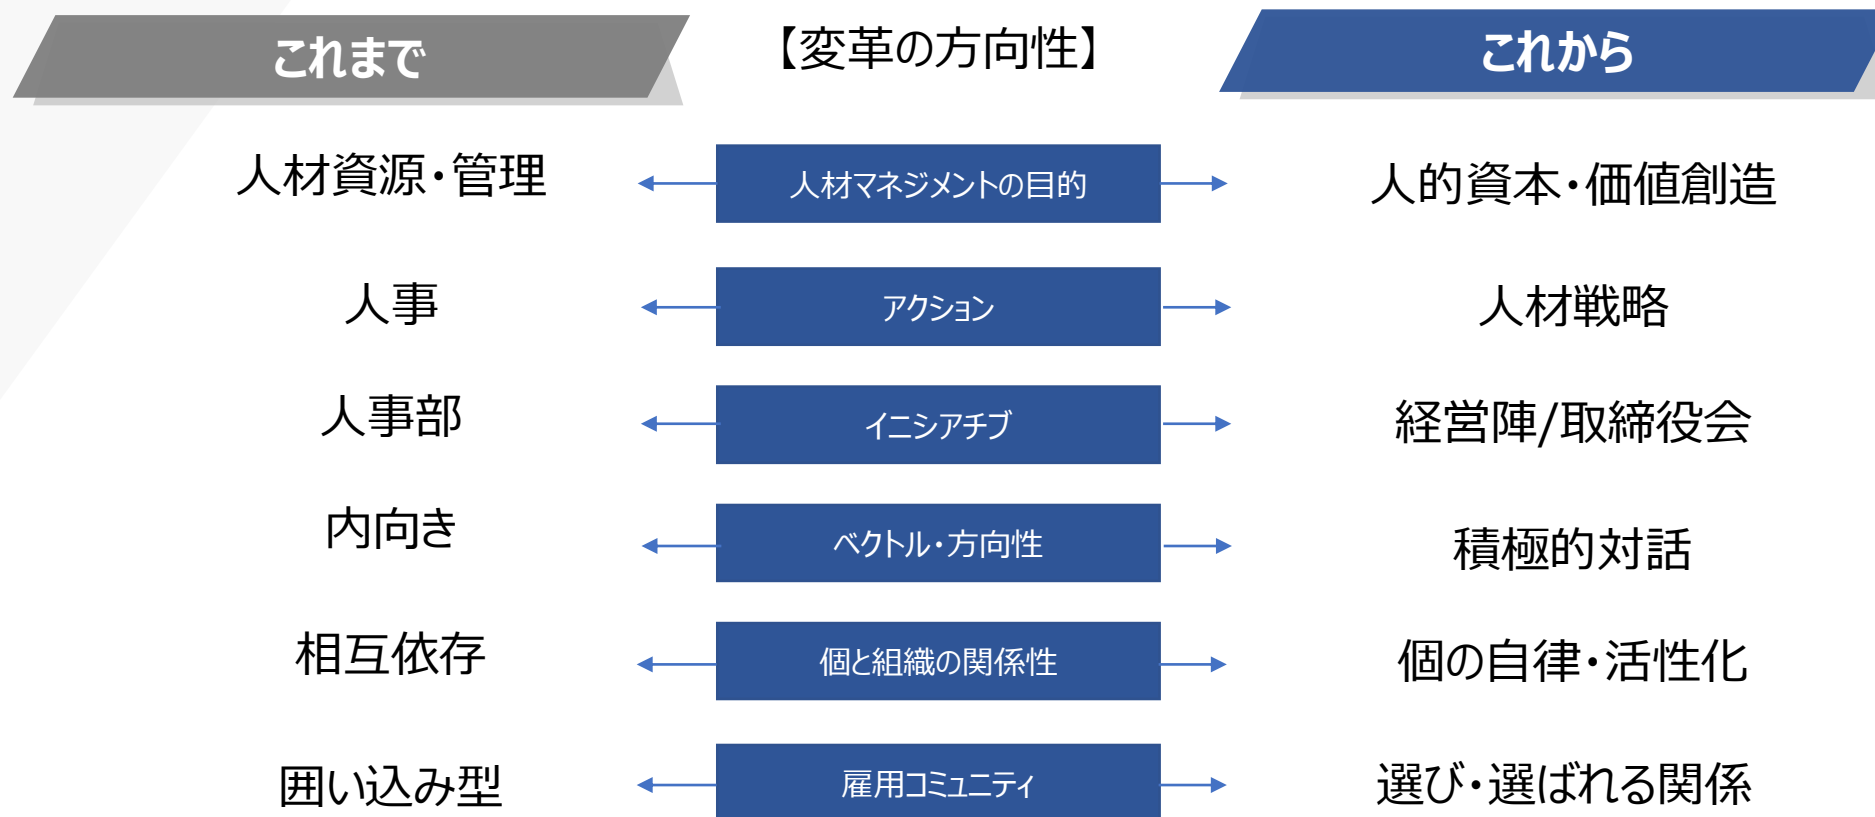 これまで
【変革の方向性】
これから
人材資源・管理
人材マネジメントの目的
人的資本・価値創造
人事
アクション
人材戦略
人事部
イニシアチブ
経営陣/取締役会
内向き
ベクトル・方向性
積極的対話
相互依存
個と組織の関係性
個の自律・活性化
囲い込み型
雇用コミュニティ
選び・選ばれる関係